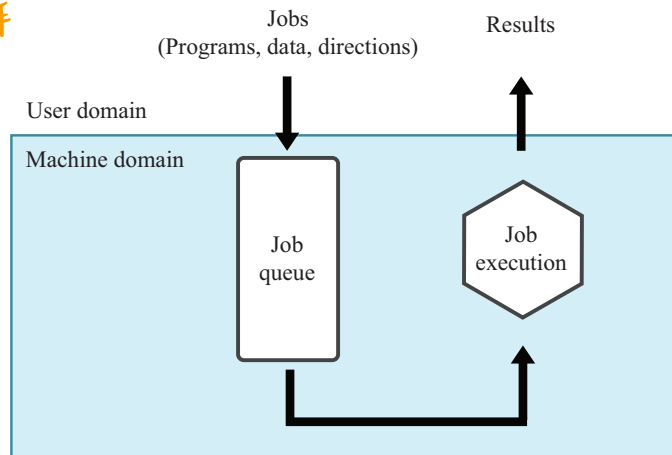 Jobs
(Programs, data, directions)
Results
User domain
Machine domain
Job
queue
Job
execution